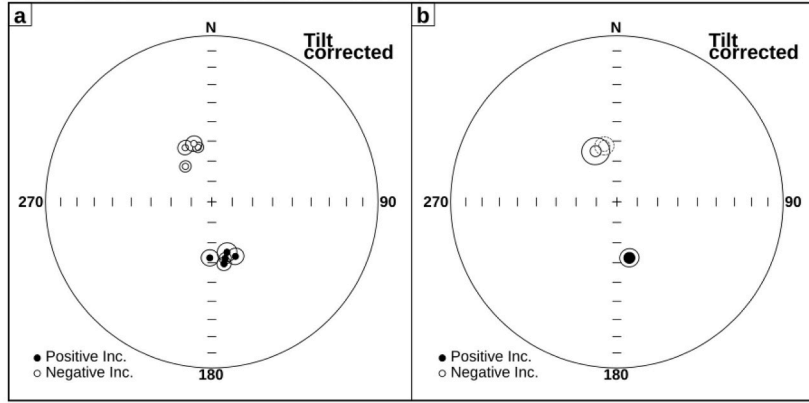 a
N
Tilt
corrected
270
90
Positive Inc.
Negative Inc.
180
b
N
Tilt
corrected
270
90
Positive Inc.
Negative Inc.
180